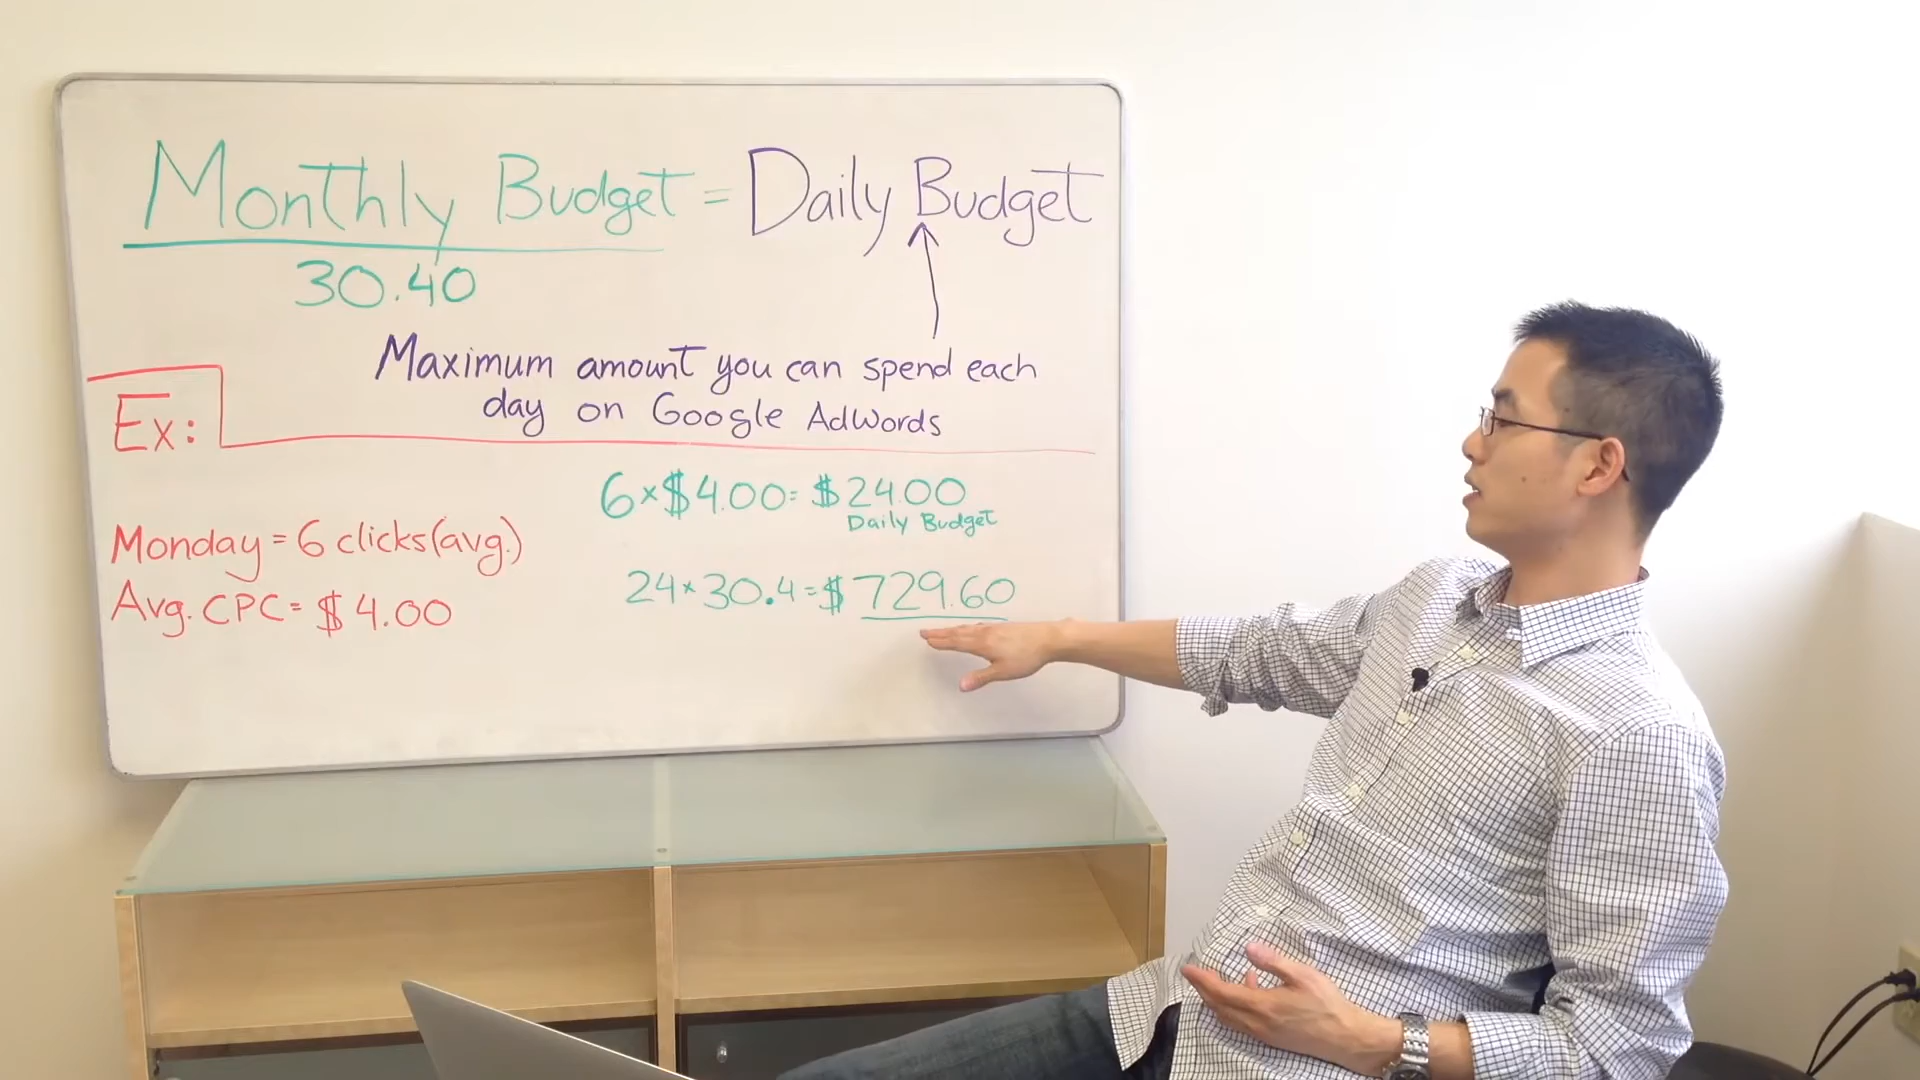 Monthly Budget = Daily Budget
30.40
Maximum amount you can spend each
day on Google AdWords
Ex:
6 x $4.00 = $24.00
Daily Budget
Monday = 6 clicks (avg.)
24 x 30.4 = $729.60
Avg. CPC = $4.00